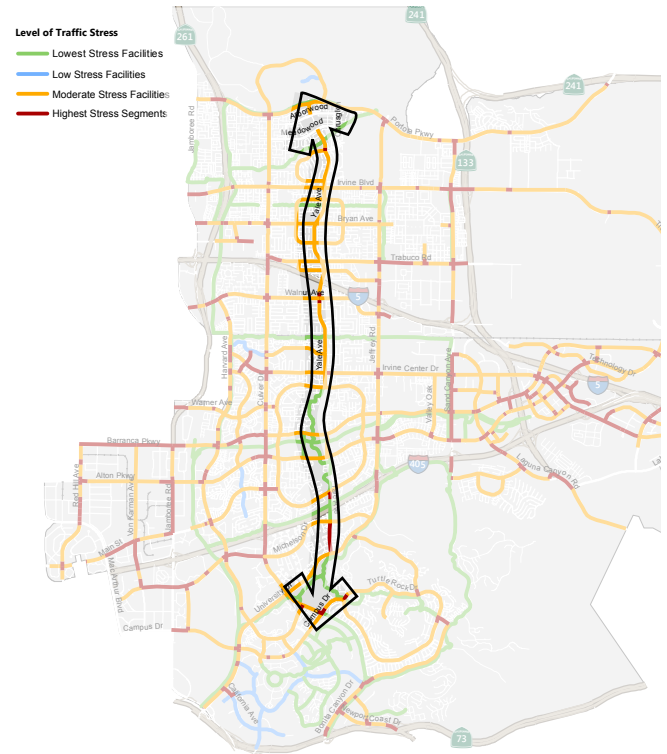 Level of Traffic Stress
Lowest Stress Facilities
Low Stress Facilities
Moderate Stress Facilities
Highest Stress Segments
241
261
241
Arborwood
Meadowood
Portola Pkwy
Jamboree Rd
133
Irvine Blvd
Yale Ave
Bryan Ave
Trabuco Rd
Walnut Ave
5
Yale Ave
Jeffrey Rd
Harvard Ave
Culver Dr
Irvine Center Dr
Technology Dr
5
Warner Ave
Valley Oak
Sand Canyon Ave
Barranca Pkwy
405
Laguna Canyon Rd
Alton Pkwy
Red Hill Ave
Von Karman Ave
Jamboree Rd
Main St
Michelson Dr
MacArthur Blvd
University Dr
Turtle Rock Dr
Campus Dr
Campus Dr
California Ave
Bonita Canyon Dr
Newport Coast Dr
73